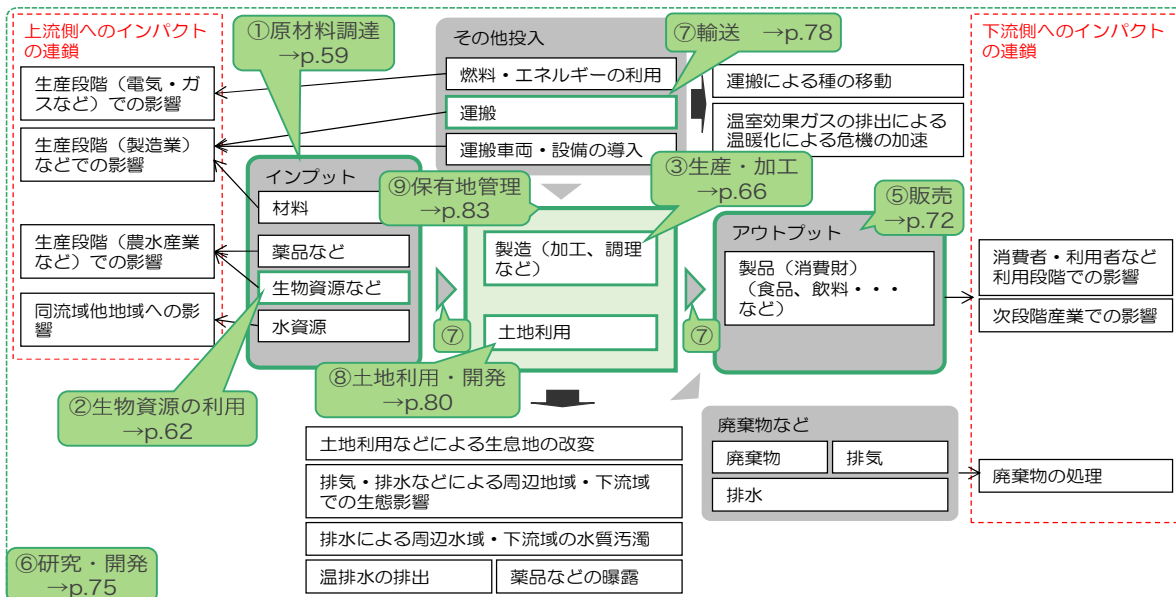 上流側へのインパクト
の連鎖
①原材料調達
→p.59
その他投入
⑦輸送　→p.78
下流側へのインパクト
の連鎖
生産段階（電気・ガ
スなど）での影響
燃料・エネルギーの利用
運搬
運搬車両・設備の導入
運搬による種の移動
温室効果ガスの排出による
温暖化による危機の加速
生産段階（製造業）
などでの影響
インプット
材料
薬品など
生物資源など
水資源
⑨保有地管理
→p.83
③生産・加工
→p.66
⑤販売
→p.72
生産段階（農水産業
など）での影響
同流域他地域への影
響
製造（加工、調理
など）
土地利用
アウトプット
製品（消費財）
（食品、飲料・・・
など）
消費者・利用者など
利用段階での影響
次段階産業での影響
⑦
⑦
②生物資源の利用
→p.62
⑧土地利用・開発
→p.80
土地利用などによる生息地の改変
排気・排水などによる周辺地域・下流域
での生態影響
排水による周辺水域・下流域の水質汚濁
温排水の排出
薬品などの曝露
廃棄物など
廃棄物
排気
排水
廃棄物の処理
⑥研究・開発
→p.75